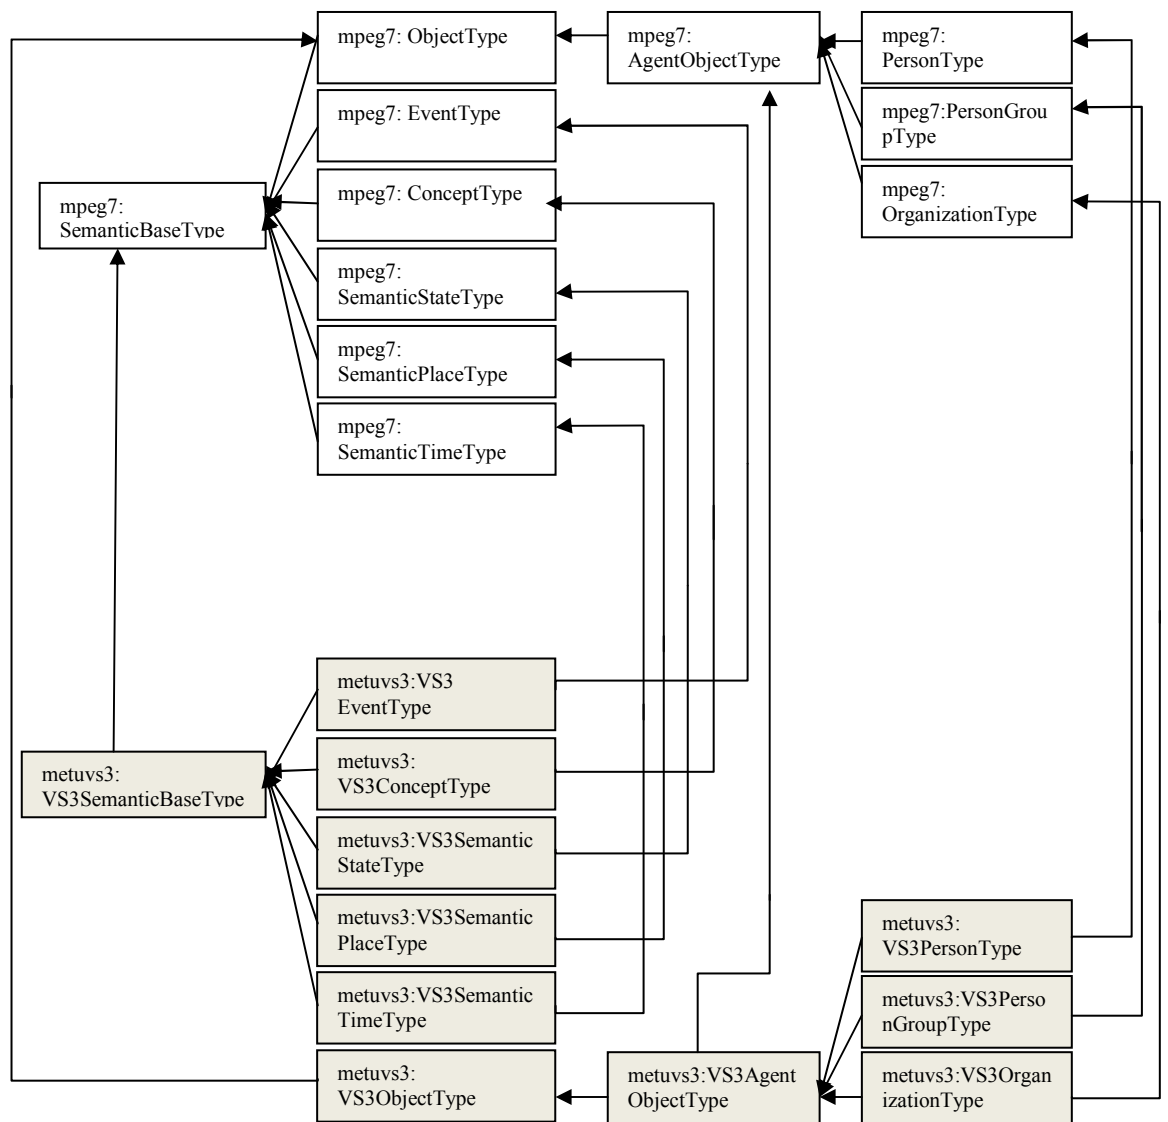 mpeg7: ObjectType
mpeg7:
AgentObjectType
mpeg7:
PersonType
mpeg7: EventType
mpeg7:PersonGrou
pType
mpeg7: ConceptType
mpeg7:
OrganizationType
mpeg7:
SemanticBaseType
mpeg7:
SemanticStateType
mpeg7:
SemanticPlaceType
mpeg7:
SemanticTimeType
metuvs3:VS3
EventType
metuvs3:
VS3SemanticBaseType
metuvs3:
VS3ConceptType
metuvs3:VS3Semantic
StateType
metuvs3:VS3Semantic
PlaceType
metuvs3:
VS3PersonType
metuvs3:VS3Semantic
TimeType
metuvs3:VS3Perso
nGroupType
metuvs3:
VS3ObjectType
metuvs3:VS3Agent
ObjectType
metuvs3:VS3Organ
izationType